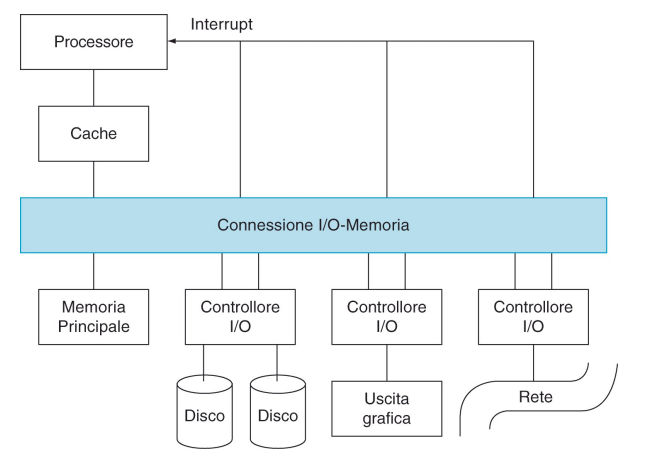 Interrupt
Processore
Cache
Connessione I/O-Memoria
Memoria
Principale
Controllore
I/O
Controllore
I/O
Controllore
I/O
Disco
Disco
Uscita
grafica
Rete